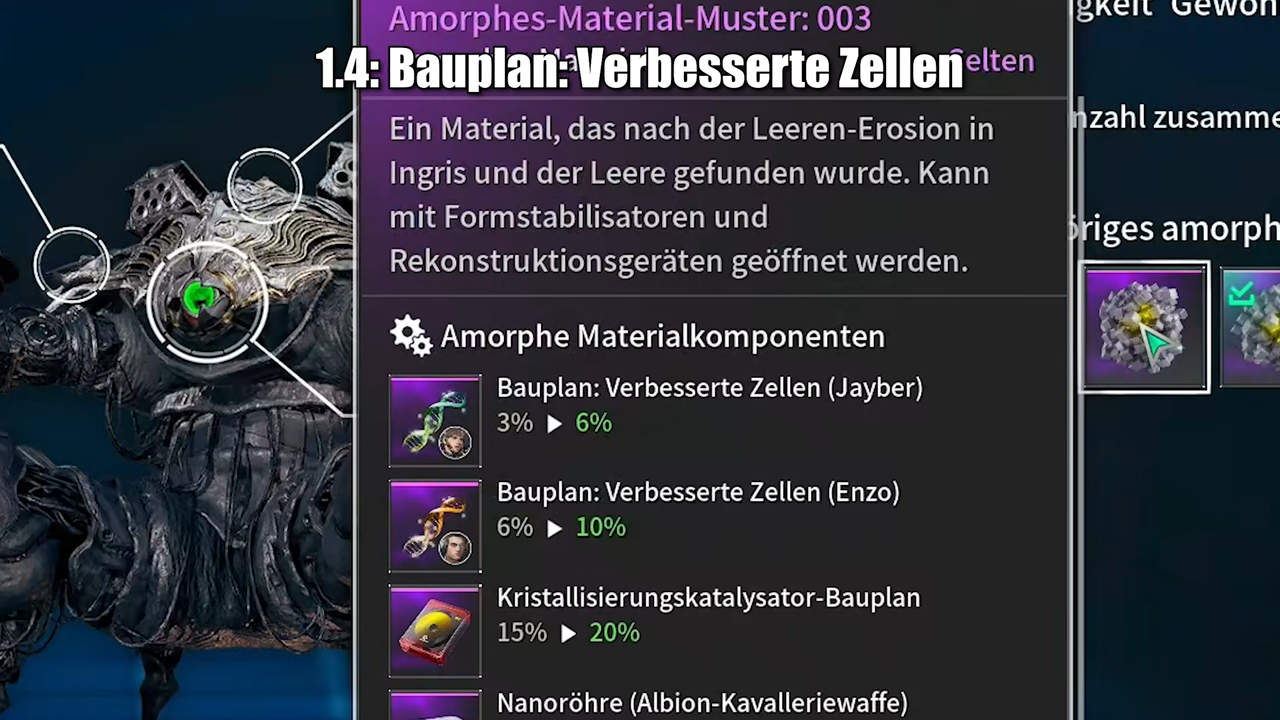 Amorphes-Material-Muster: 003
1.4: Bauplan: Verbesserte Zellen
Ein Material, das nach der Leeren-Erosion in
Ingris und der Leere gefunden wurde. Kann
mit Formstabilisatoren und
Rekonstruktionsgeräten geöffnet werden.
Amorphe Materialkomponenten
Bauplan: Verbesserte Zellen (Jayber)
3% ▶ 6%
Bauplan: Verbesserte Zellen (Enzo)
6% ▶ 10%
Kristallisierungskatalysator-Bauplan
15% ▶ 20%
Nanoröhre (Albion-Kavalleriewaffe)